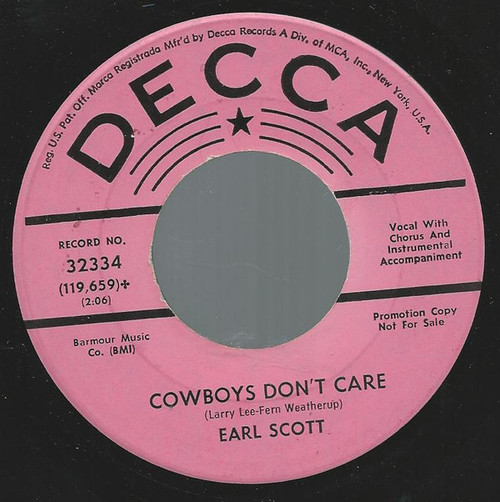 Reg. U.S. Pat. Off. Marca Registrada Mfr'd by Decca Records A Div. of MCA, Inc., New York, U.S.A.
DECCA
RECORD NO.
32334
(119,659)+
(2:06)
Vocal With
Chorus And
Instrumental
Accompaniment
Barmour Music
Co. (BMI)
Promotion Copy
Not For Sale
COWBOYS DON'T CARE
(Larry Lee-Fern Weatherup)
EARL SCOTT